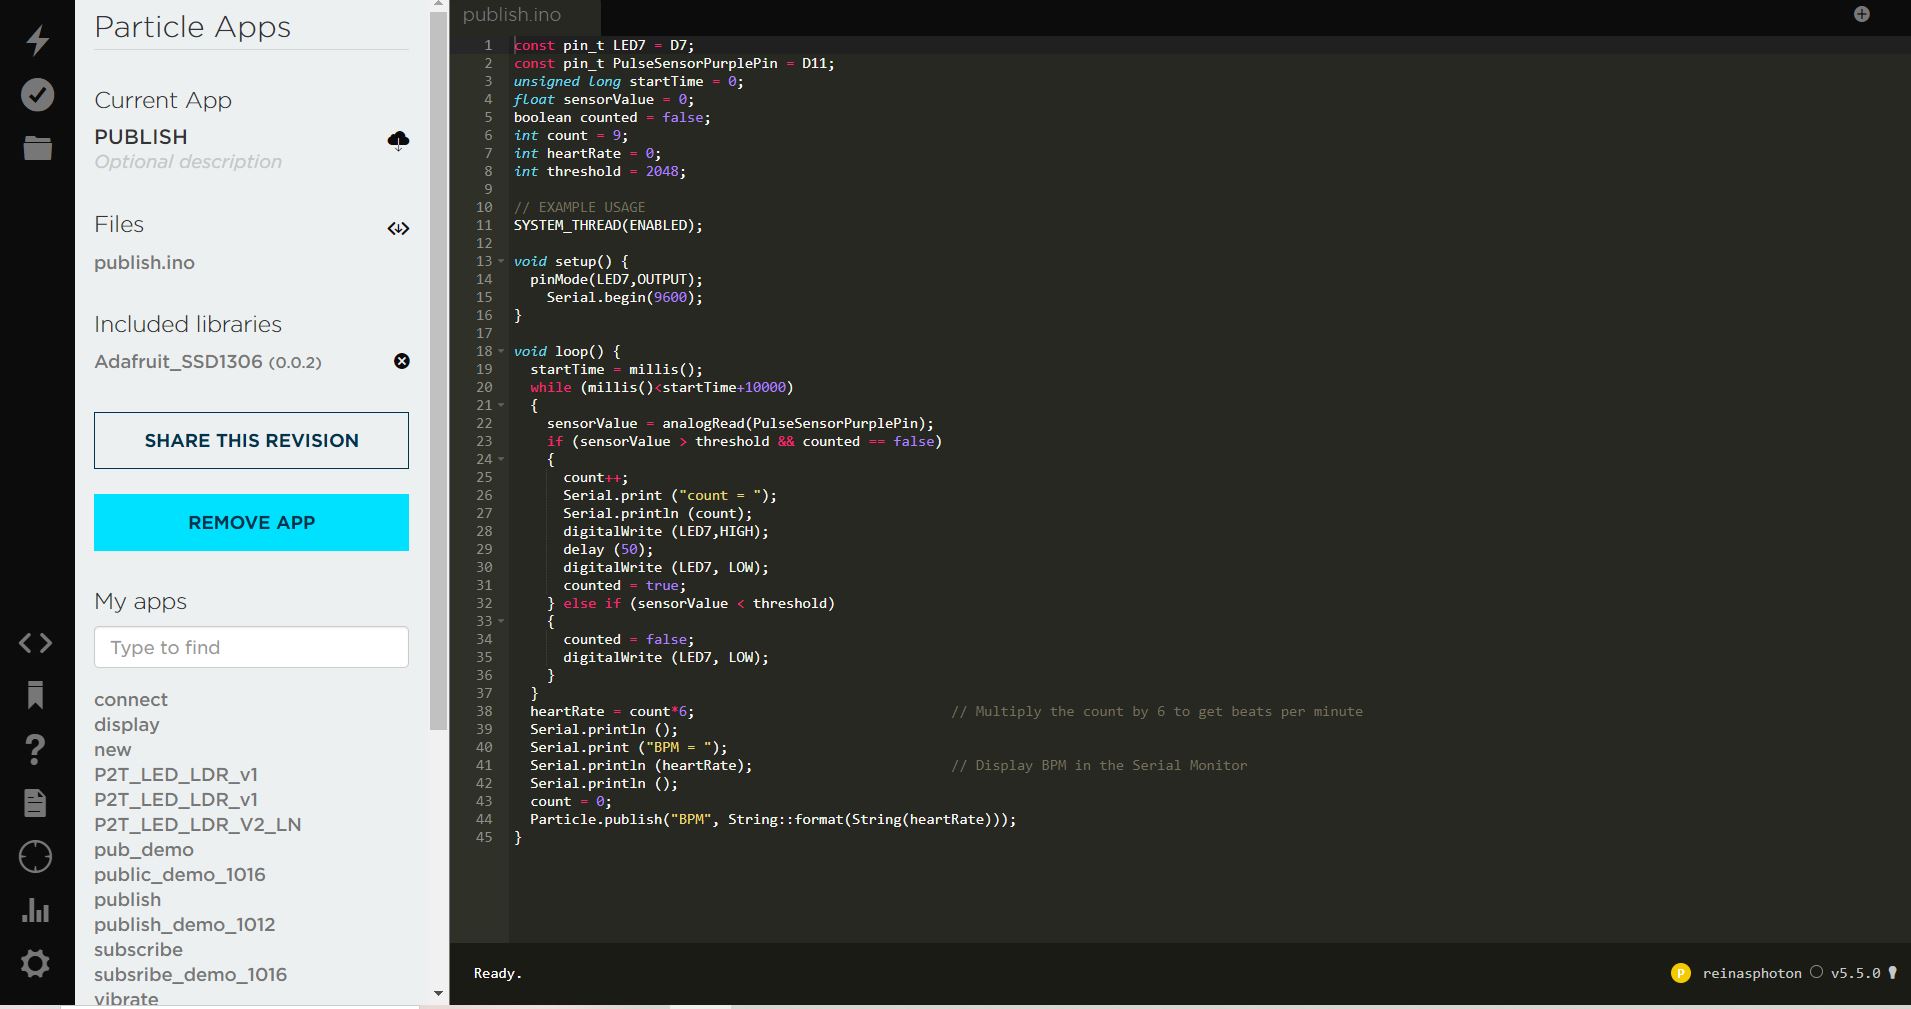 Particle Apps
Current App
PUBLISH
Optional description
Files
publish.ino
Included libraries
Adafruit_SSD1306 (0.0.2)
SHARE THIS REVISION
REMOVE APP
My apps
Type to find
connect
display
new
P2T_LED_LDR_v1
P2T_LED_LDR_v1
P2T_LED_LDR_V2_LN
pub_demo
public_demo_1016
publish
publish_demo_1012
subscribe
subsribe_demo_1016
vibrate
publish.ino
1 const pin_t LED7 = D7;
2 const pin_t PulseSensorPurplePin = D11;
3 unsigned long startTime = 0;
4 float sensorValue = 0;
5 boolean counted = false;
6 int count = 9;
7 int heartRate = 0;
8 int threshold = 2048;
9
10 // EXAMPLE USAGE
11 SYSTEM_THREAD(ENABLED);
12
13 void setup() {
14   pinMode(LED7,OUTPUT);
15     Serial.begin(9600);
16 }
17
18 void loop() {
19   startTime = millis();
20   while (millis()<startTime+10000)
21   {
22     sensorValue = analogRead(PulseSensorPurplePin);
23     if (sensorValue > threshold && counted == false)
24     {
25       count++;
26       Serial.print ("count = ");
27       Serial.println (count);
28       digitalWrite (LED7,HIGH);
29       delay (50);
30       digitalWrite (LED7, LOW);
31       counted = true;
32     } else if (sensorValue < threshold)
33     {
34       counted = false;
35       digitalWrite (LED7, LOW);
36     }
37   }
38   heartRate = count*6; // Multiply the count by 6 to get beats per minute
39   Serial.println ();
40   Serial.print ("BPM = ");
41   Serial.println (heartRate); // Display BPM in the Serial Monitor
42   Serial.println ();
43   count = 0;
44   Particle.publish("BPM", String::format(String(heartRate)));
45 }
Ready.
P reinasphoton v5.5.0